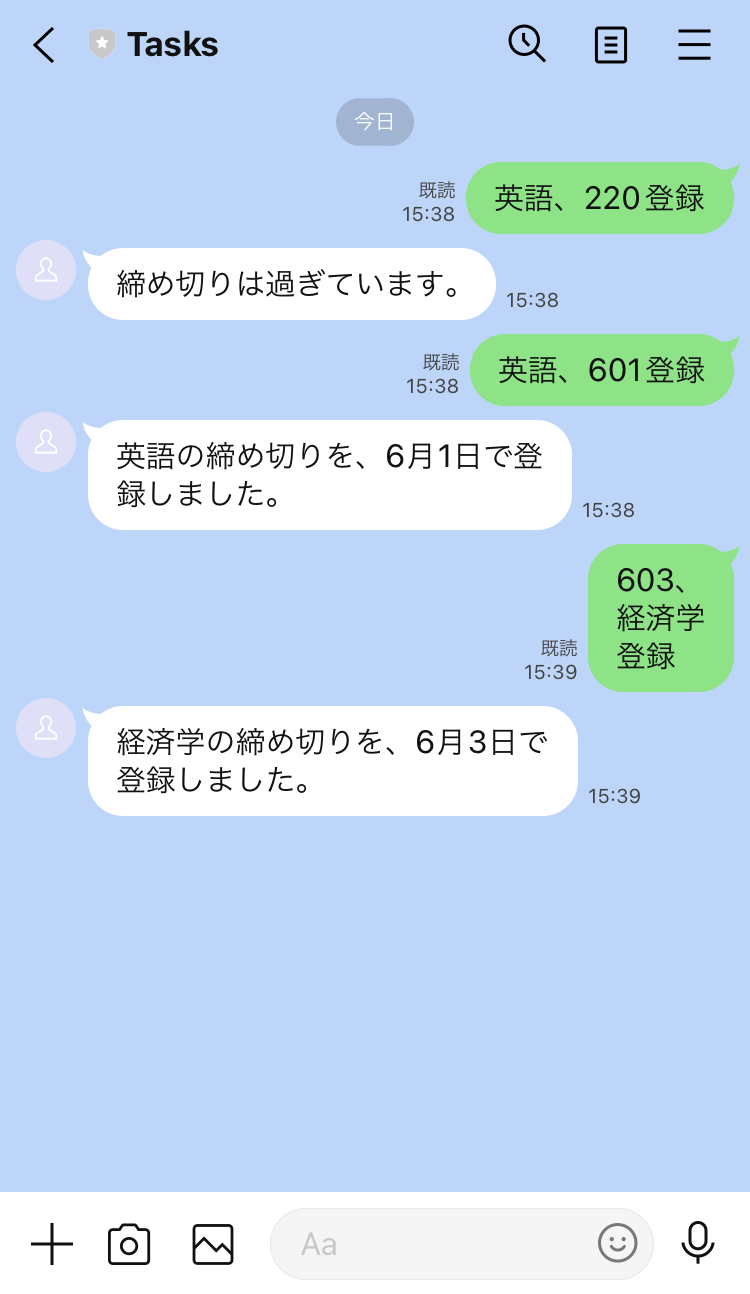 Tasks
今日
英語、220登録
既読
15:38
締め切りは過ぎています。
15:38
英語、601登録
既読
15:38
英語の締め切りを、6月1日で登
録しました。
15:38
603、
経済学
登録
既読
15:39
経済学の締め切りを、6月3日で
登録しました。
15:39
Aa